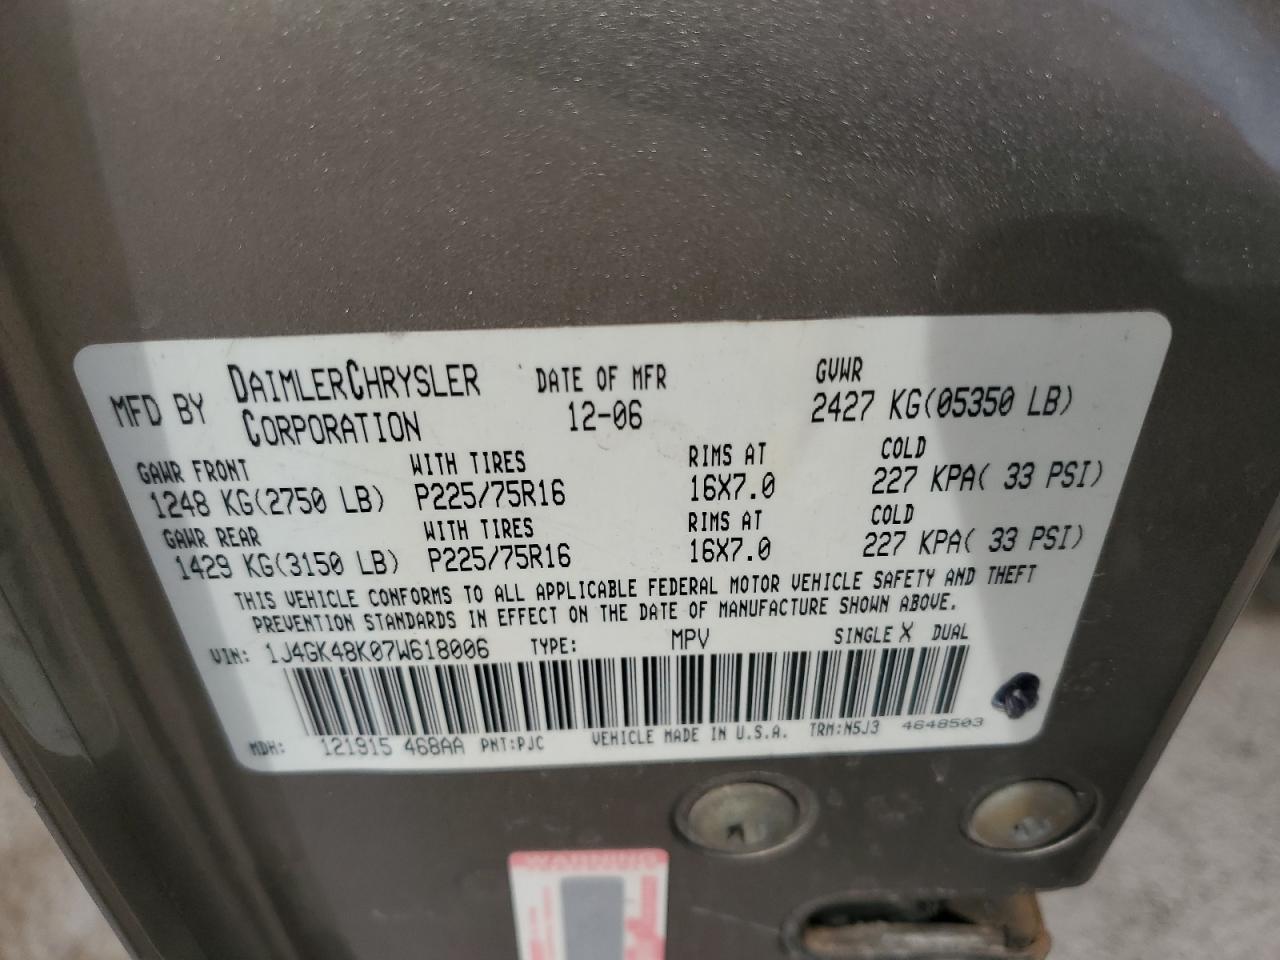 MFD BY DAIMLERCHRYSLER CORPORATION DATE OF MFR 12-06 GVWR 2427 KG(05350 LB)
GAWR FRONT WITH TIRES RIMS AT COLD
1248 KG(2750 LB) P225/75R16 16X7.0 227 KPA( 33 PSI)
GAWR REAR WITH TIRES RIMS AT COLD
1429 KG(3150 LB) P225/75R16 16X7.0 227 KPA( 33 PSI)
THIS VEHICLE CONFORMS TO ALL APPLICABLE FEDERAL MOTOR VEHICLE SAFETY AND THEFT
PREVENTION STANDARDS IN EFFECT ON THE DATE OF MANUFACTURE SHOWN ABOVE.
VIN: 1J4GK48K07W618006 TYPE: MPV SINGLE X DUAL
MDH: 121915 468AA PNT:PJC VEHICLE MADE IN U.S.A. TRM:N5J3 4648503
WARNING